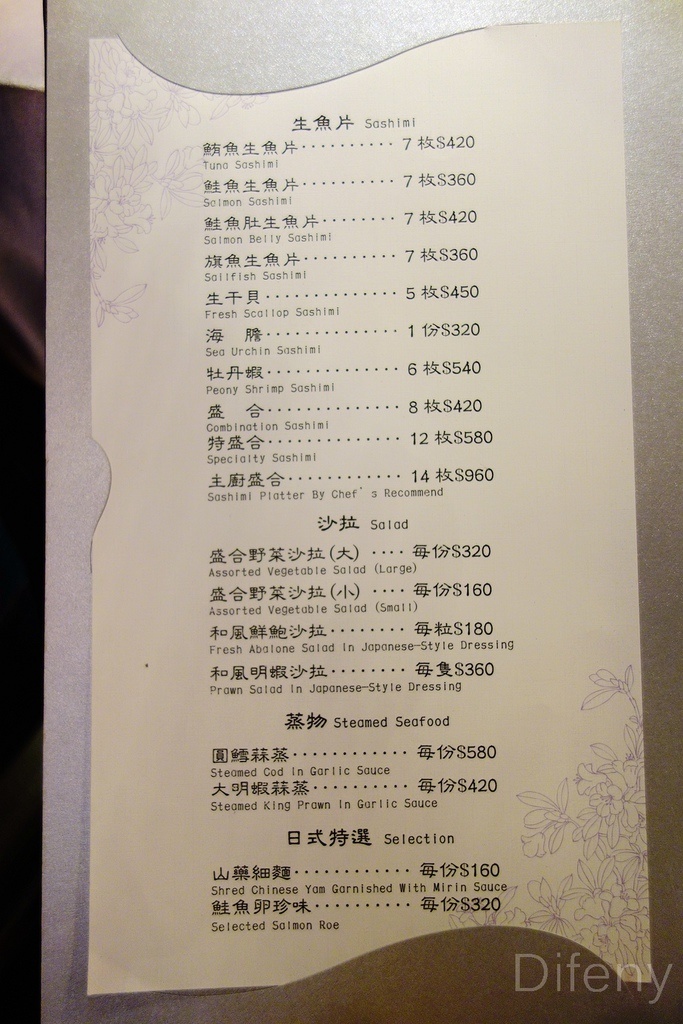 生魚片 Sashimi
鮪魚生魚片·········· 7 枚$420
Tuna Sashimi
鮭魚生魚片·········· 7 枚$360
Salmon Sashimi
鮭魚肚生魚片········ 7 枚$420
Salmon Belly Sashimi
旗魚生魚片·········· 7 枚$360
Sailfish Sashimi
生干貝·············· 5 枚$450
Fresh Scallop Sashimi
海 膽·············· 1 份$320
Sea Urchin Sashimi
牡丹蝦·············· 6 枚$540
Peony Shrimp Sashimi
盛 合·············· 8 枚$420
Combination Sashimi
特盛合·············· 12 枚$580
Specialty Sashimi
主廚盛合············ 14 枚$960
Sashimi Platter By Chef's Recommend
沙拉 Salad
盛合野菜沙拉(大) ···· 每份$320
Assorted Vegetable Salad (Large)
盛合野菜沙拉(小) ···· 每份$160
Assorted Vegetable Salad (Small)
和風鮮鮑沙拉········ 每粒$180
Fresh Abalone Salad In Japanese-Style Dressing
和風明蝦沙拉········ 每隻$360
Prawn Salad In Japanese-Style Dressing
蒸物 Steamed Seafood
圓鱈蒜蒸············ 每份$580
Steamed Cod In Garlic Sauce
大明蝦蒜蒸·········· 每份$420
Steamed King Prawn In Garlic Sauce
日式特選 Selection
山藥細麵············ 每份$160
Shred Chinese Yam Garnished With Mirin Sauce
鮭魚卵珍味·········· 每份$320
Selected Salmon Roe
Difeny